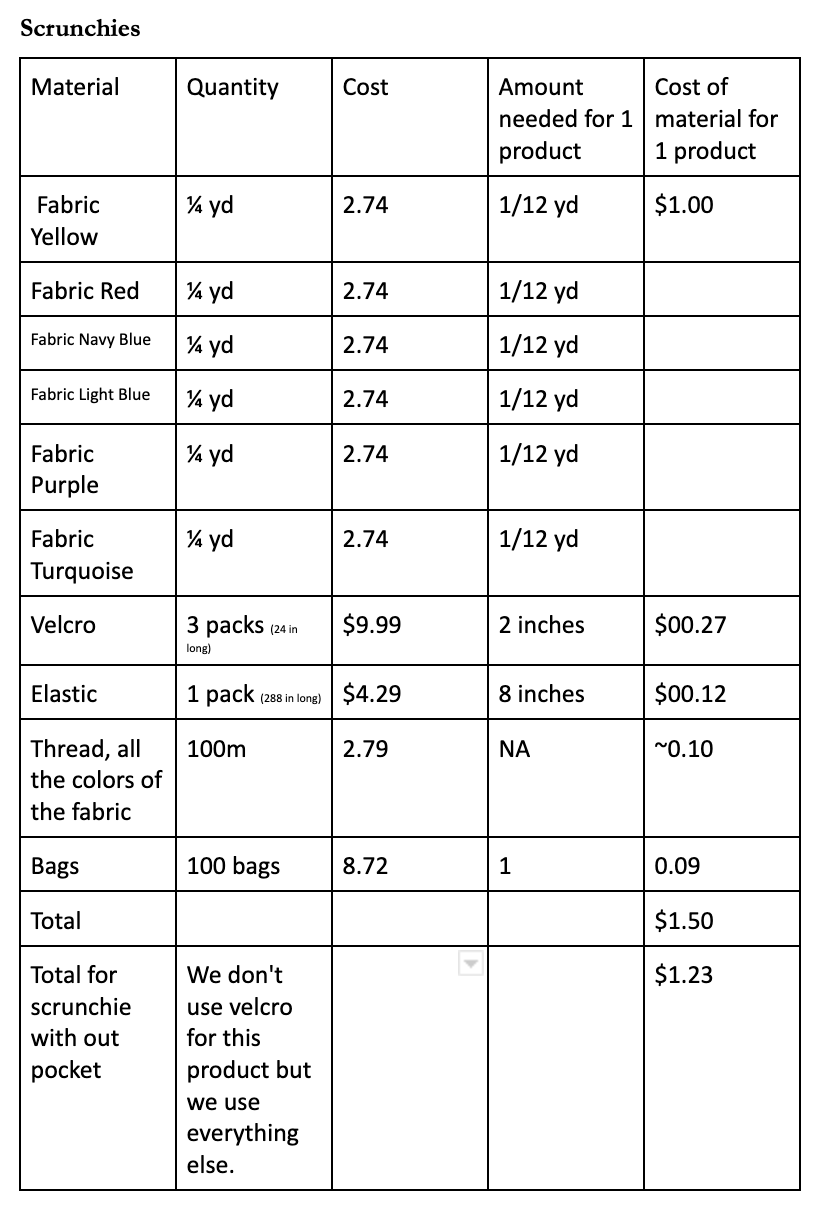 Scrunchies
Material Quantity Cost Amount needed for 1 product Cost of material for 1 product
Fabric Yellow ¼ yd 2.74 1/12 yd $1.00
Fabric Red ¼ yd 2.74 1/12 yd
Fabric Navy Blue ¼ yd 2.74 1/12 yd
Fabric Light Blue ¼ yd 2.74 1/12 yd
Fabric Purple ¼ yd 2.74 1/12 yd
Fabric Turquoise ¼ yd 2.74 1/12 yd
Velcro 3 packs (24 in long) $9.99 2 inches $00.27
Elastic 1 pack (288 in long) $4.29 8 inches $00.12
Thread, all the colors of the fabric 100m 2.79 NA ~0.10
Bags 100 bags 8.72 1 0.09
Total $1.50
Total for scrunchie with out pocket We don't use velcro for this product but we use everything else. $1.23